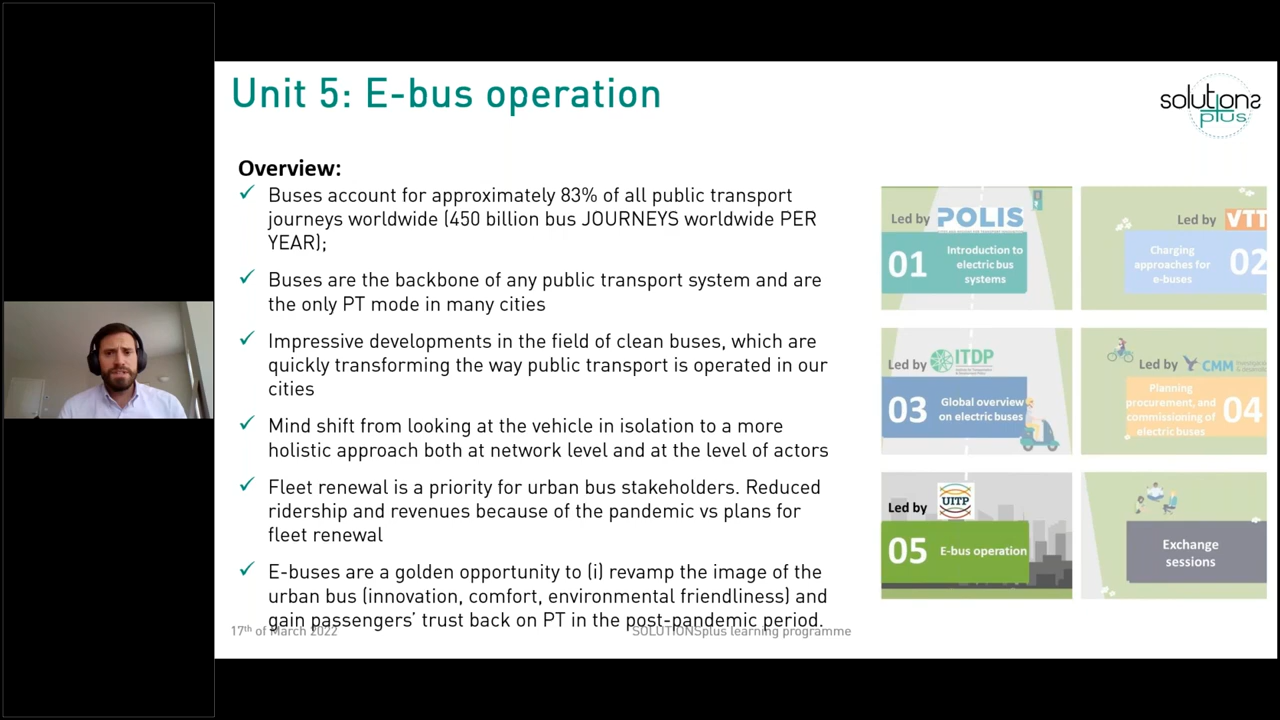 Unit 5: E-bus operation
solutions
plus
Overview:
✓ Buses account for approximately 83% of all public transport
journeys worldwide (450 billion bus JOURNEYS worldwide PER
YEAR);
✓ Buses are the backbone of any public transport system and are
the only PT mode in many cities
✓ Impressive developments in the field of clean buses, which are
quickly transforming the way public transport is operated in our
cities
✓ Mind shift from looking at the vehicle in isolation to a more
holistic approach both at network level and at the level of actors
✓ Fleet renewal is a priority for urban bus stakeholders. Reduced
ridership and revenues because of the pandemic vs plans for
fleet renewal
✓ E-buses are a golden opportunity to (i) revamp the image of the
urban bus (innovation, comfort, environmental friendliness) and
gain passengers’ trust back on PT in the post-pandemic period.
17th of March 2022
SOLUTIONSplus learning programme
Led by POLIS
01 Introduction to
electric bus
systems
Led by VTT
Charging
approaches for
e-buses
02
Led by ITDP
03 Global overview
on electric buses
Led by CMM
Planning
procurement, and
commissioning of
electric buses
04
Led by UITP
05 E-bus operation
Exchange
sessions